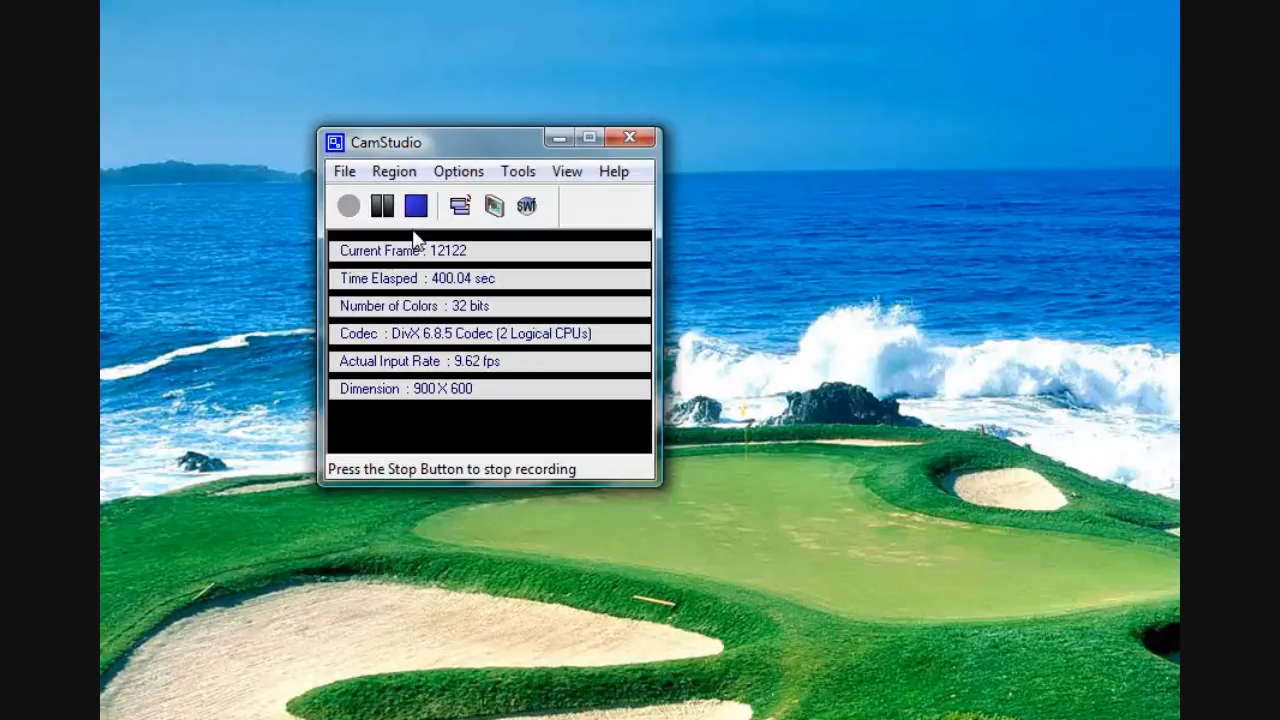 CamStudio
File Region Options Tools View Help
SWF
Current Frame : 12122
Time Elasped : 400.04 sec
Number of Colors : 32 bits
Codec : DivX 6.8.5 Codec (2 Logical CPUs)
Actual Input Rate : 9.62 fps
Dimension : 900 X 600
Press the Stop Button to stop recording